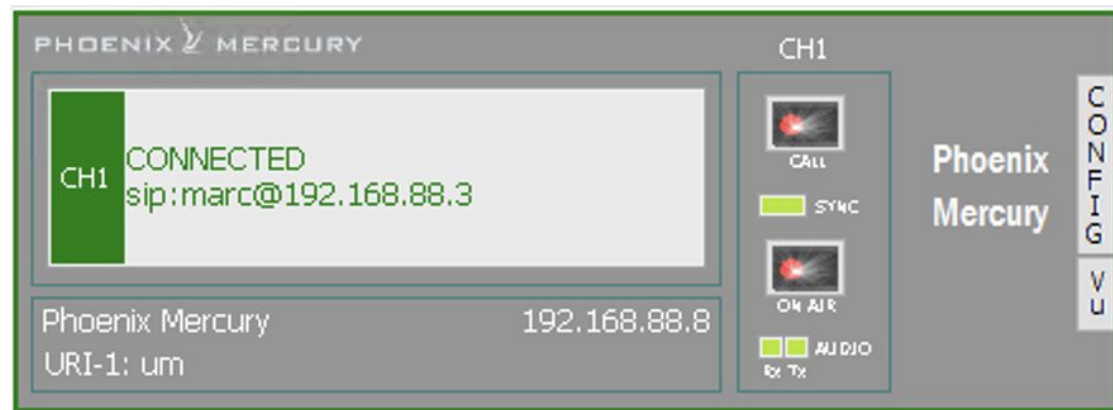 PHOENIX MERCURY
CH1
CH1
CONNECTED
sip:marc@192.168.88.3
Phoenix Mercury 192.168.88.8
URI-1: um
CALL
SYNC
ON AIR
AUDIO
Rx Tx
Phoenix
Mercury
CONFIG
Vu